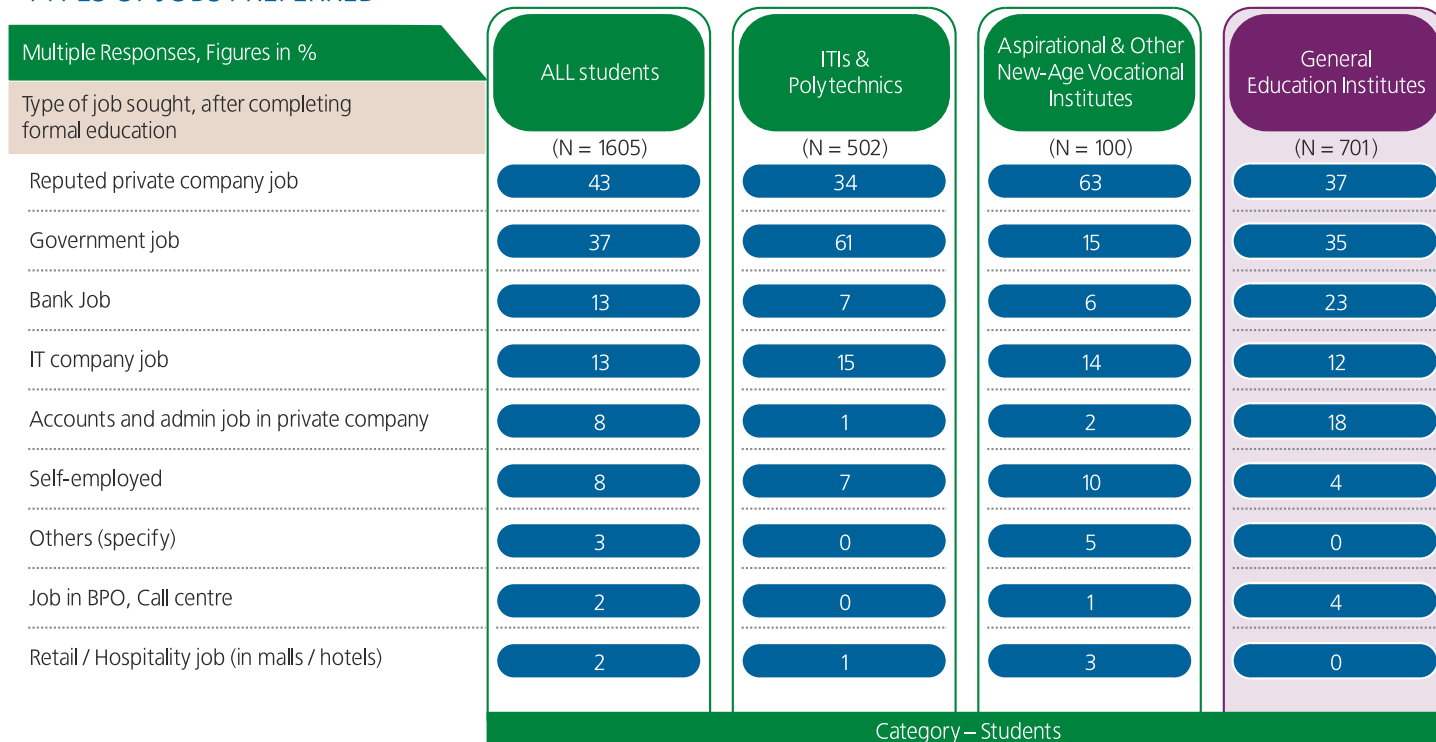 TYPES OF JOBS PREFERRED
Multiple Responses, Figures in %
Type of job sought, after completing
formal education
ALL students
ITIs &
Polytechnics
Aspirational & Other
New-Age Vocational
Institutes
General
Education Institutes
(N = 1605) (N = 502) (N = 100) (N = 701)
Reputed private company job 43 34 63 37
Government job 37 61 15 35
Bank Job 13 7 6 23
IT company job 13 15 14 12
Accounts and admin job in private company 8 1 2 18
Self-employed 8 7 10 4
Others (specify) 3 0 5 0
Job in BPO, Call centre 2 0 1 4
Retail / Hospitality job (in malls / hotels) 2 1 3 0
Category – Students